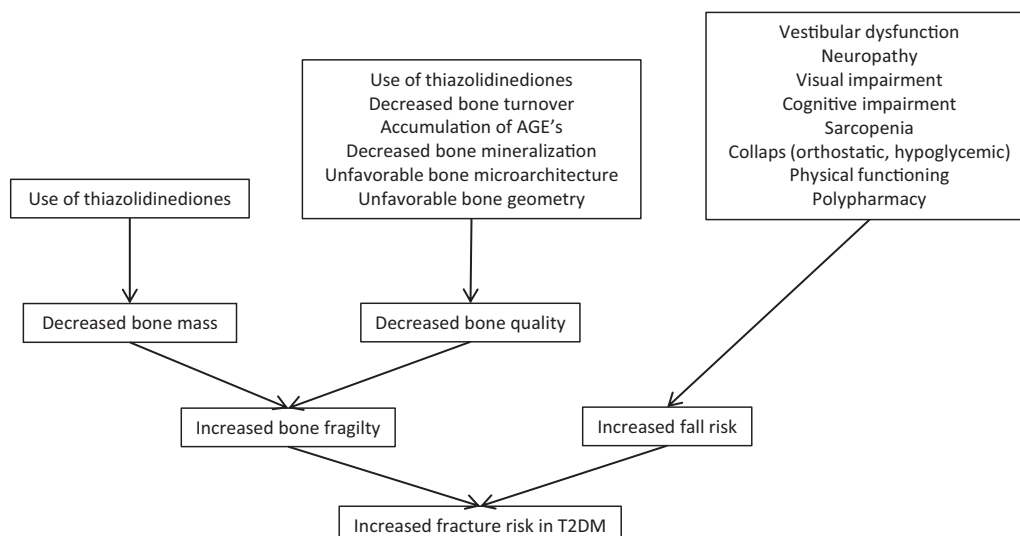 Vestibular dysfunction
Neuropathy
Visual impairment
Cognitive impairment
Sarcopenia
Collaps (orthostatic, hypoglycemic)
Physical functioning
Polypharmacy
Use of thiazolidinediones
Decreased bone turnover
Accumulation of AGE's
Decreased bone mineralization
Unfavorable bone microarchitecture
Unfavorable bone geometry
Use of thiazolidinediones
Decreased bone mass
Decreased bone quality
Increased bone fragilty
Increased fall risk
Increased fracture risk in T2DM